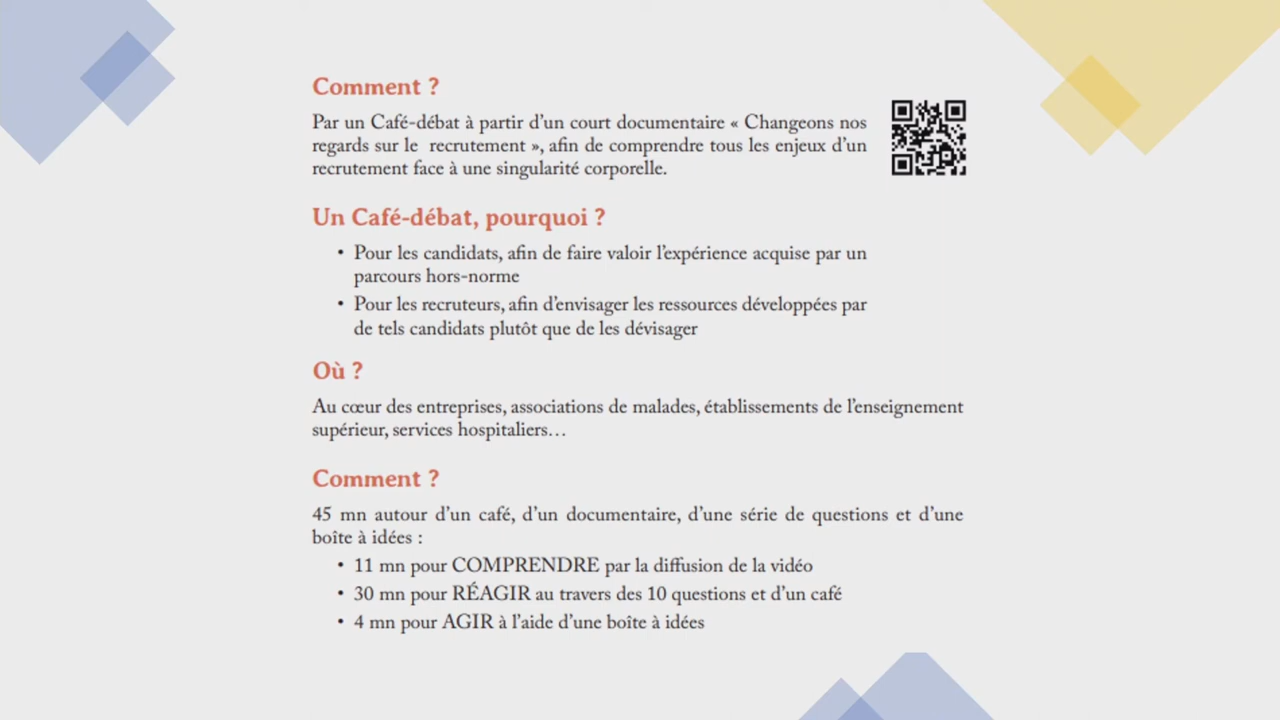 Comment ?
Par un Café-débat à partir d’un court documentaire « Changeons nos
regards sur le  recrutement », afin de comprendre tous les enjeux d’un
recrutement face à une singularité corporelle.
Un Café-débat, pourquoi ?
• Pour les candidats, afin de faire valoir l’expérience acquise par un
parcours hors-norme
• Pour les recruteurs, afin d’envisager les ressources développées par
de tels candidats plutôt que de les dévisager
Où ?
Au cœur des entreprises, associations de malades, établissements de l’enseignement
supérieur, services hospitaliers…
Comment ?
45 mn autour d’un café, d’un documentaire, d’une série de questions et d’une
boîte à idées :
• 11 mn pour COMPRENDRE par la diffusion de la vidéo
• 30 mn pour RÉAGIR au travers des 10 questions et d’un café
• 4 mn pour AGIR à l’aide d’une boîte à idées